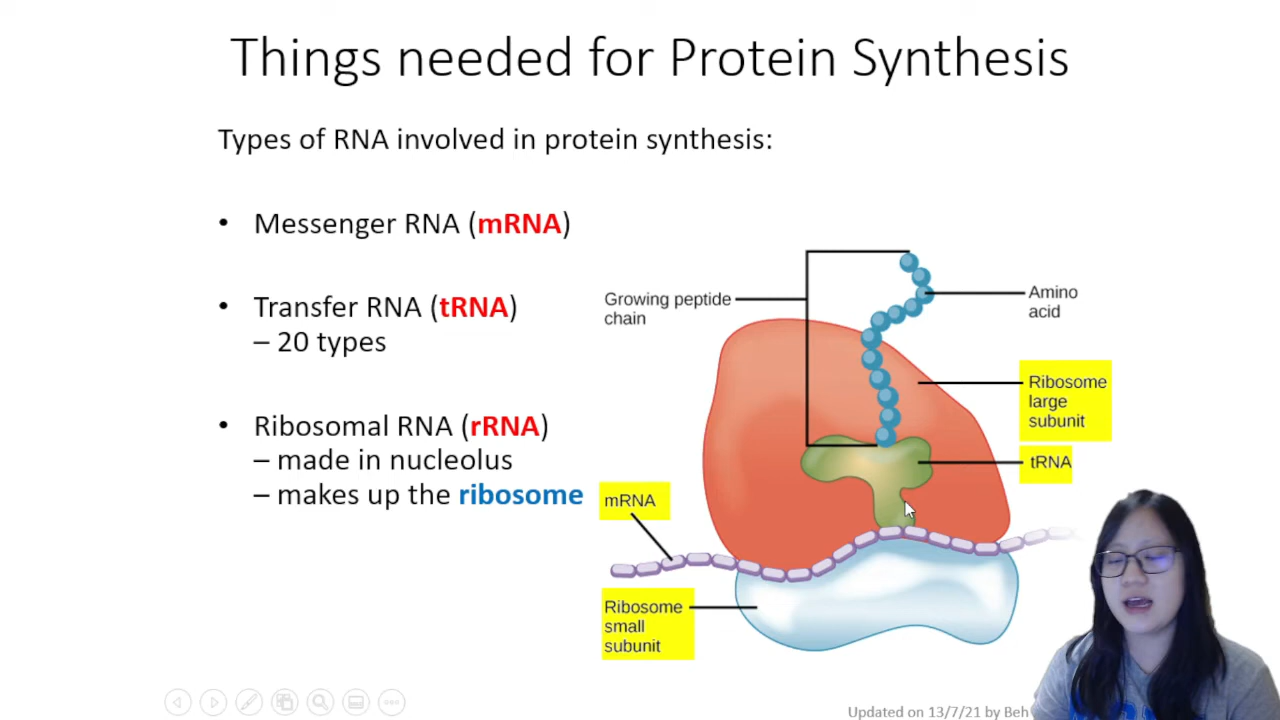 Things needed for Protein Synthesis
Types of RNA involved in protein synthesis:
• Messenger RNA (mRNA)
• Transfer RNA (tRNA)
– 20 types
• Ribosomal RNA (rRNA)
– made in nucleolus
– makes up the ribosome
Growing peptide
chain
Amino
acid
Ribosome
large
subunit
tRNA
mRNA
Ribosome
small
subunit
Updated on 13/7/21 by Beh